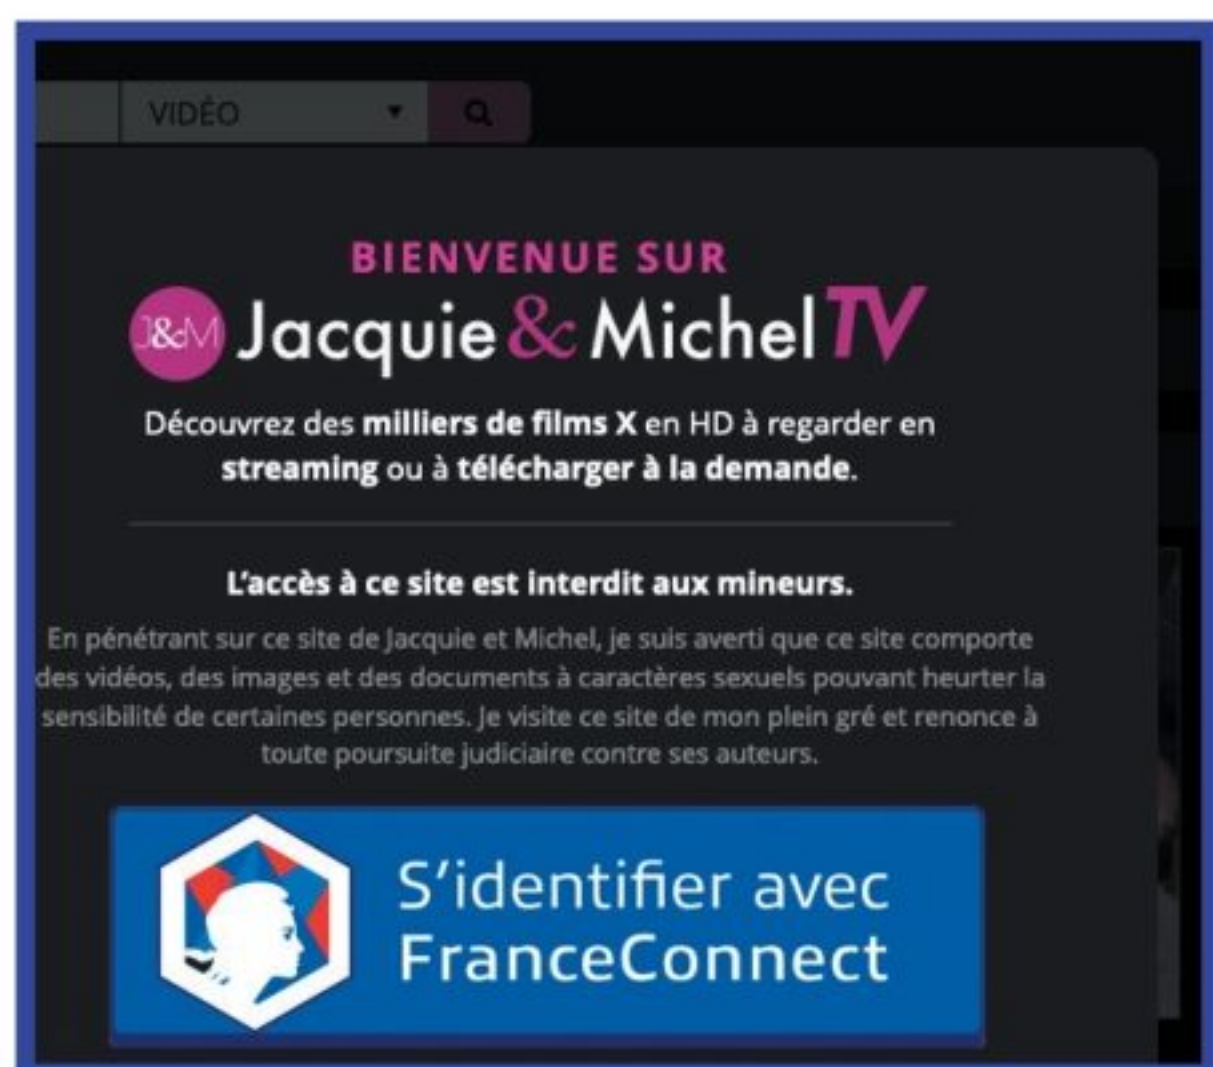 VIDÉO
BIENVENUE SUR
J&M Jacquie & Michel TV
Découvrez des milliers de films X en HD à regarder en
streaming ou à télécharger à la demande.
L'accès à ce site est interdit aux mineurs.
En pénétrant sur ce site de Jacquie et Michel, je suis averti que ce site comporte
des vidéos, des images et des documents à caractères sexuels pouvant heurter la
sensibilité de certaines personnes. Je visite ce site de mon plein gré et renonce à
toute poursuite judiciaire contre ses auteurs.
S'identifier avec
FranceConnect